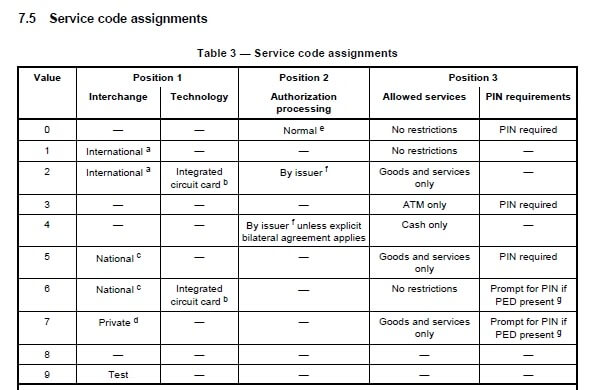 7.5 Service code assignments
Table 3 — Service code assignments
Value Position 1 Position 2 Position 3
Interchange Technology Authorization processing Allowed services PIN requirements
0 — — Normal e No restrictions PIN required
1 International a — — No restrictions —
2 International a Integrated circuit card b By issuer f Goods and services only —
3 — — — ATM only PIN required
4 — — By issuer f unless explicit bilateral agreement applies Cash only —
5 National c — — Goods and services only PIN required
6 National c Integrated circuit card b — No restrictions Prompt for PIN if PED present g
7 Private d — — Goods and services only Prompt for PIN if PED present g
8 — — — — —
9 Test — — — —